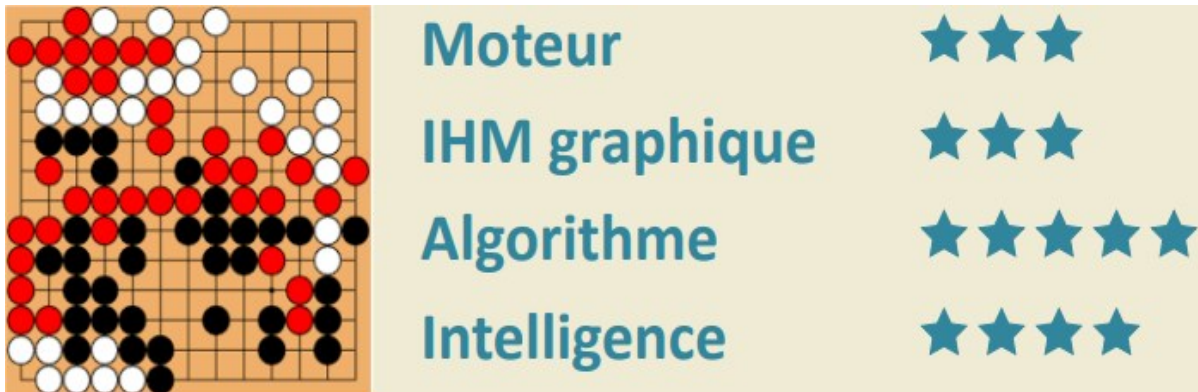 Moteur ★★★
IHM graphique ★★★
Algorithme ★★★★★
Intelligence ★★★★